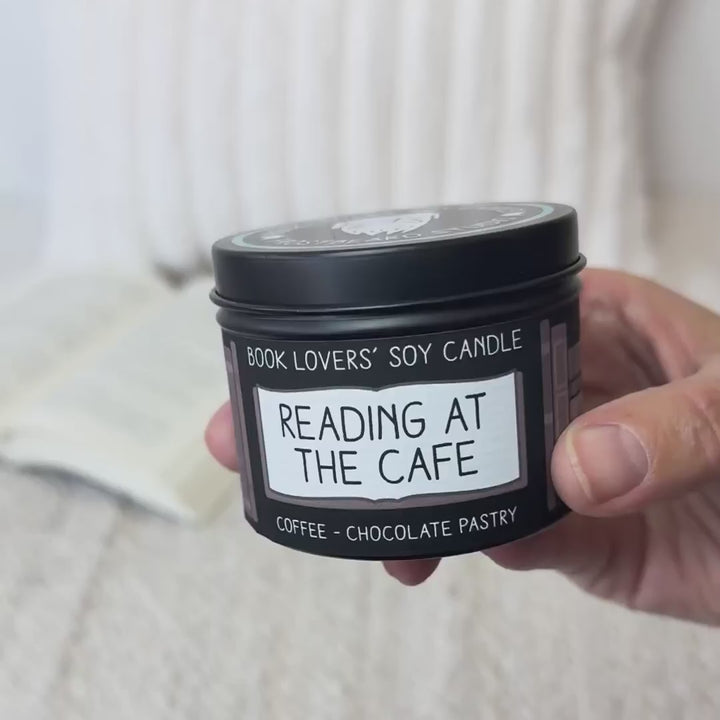 BOOK LOVERS' SOY CANDLE
READING AT
THE CAFE
COFFEE - CHOCOLATE PASTRY